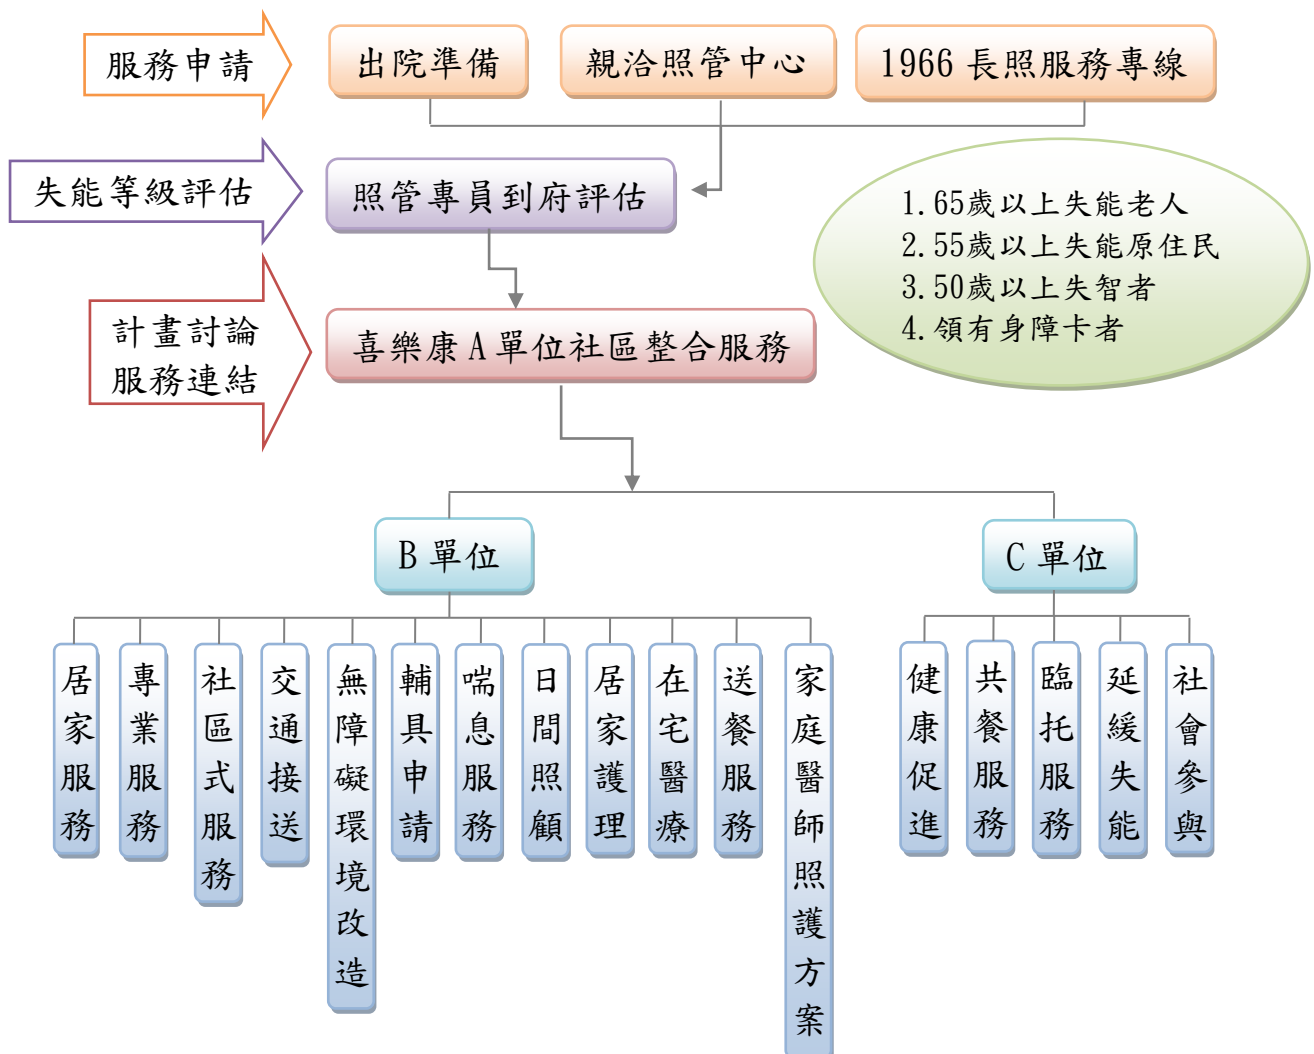 服務申請
出院準備
親洽照管中心
1966 長照服務專線
失能等級評估
照管專員到府評估
1.65歲以上失能老人
2.55歲以上失能原住民
3.50歲以上失智者
4.領有身障卡者
計畫討論
服務連結
喜樂康 A 單位社區整合服務
B 單位
C 單位
居家服務
專業服務
社區式服務
交通接送
無障礙環境改造
輔具申請
喘息服務
日間照顧
居家護理
在宅醫療
送餐服務
家庭醫師照護方案
健康促進
共餐服務
臨托服務
延緩失能
社會參與